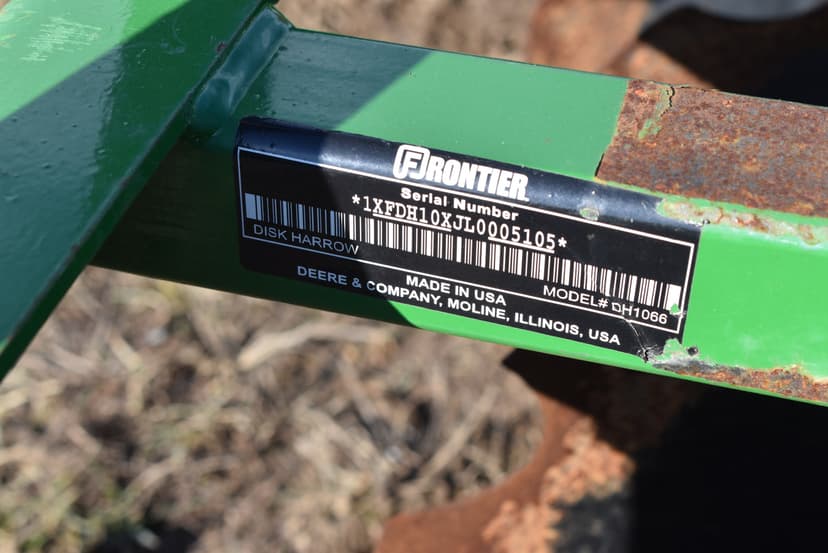 FRONTIER
Serial Number
*1XFDH10XJL0005105*
DISK HARROW MODEL# DH1066
MADE IN USA
DEERE & COMPANY, MOLINE, ILLINOIS, USA